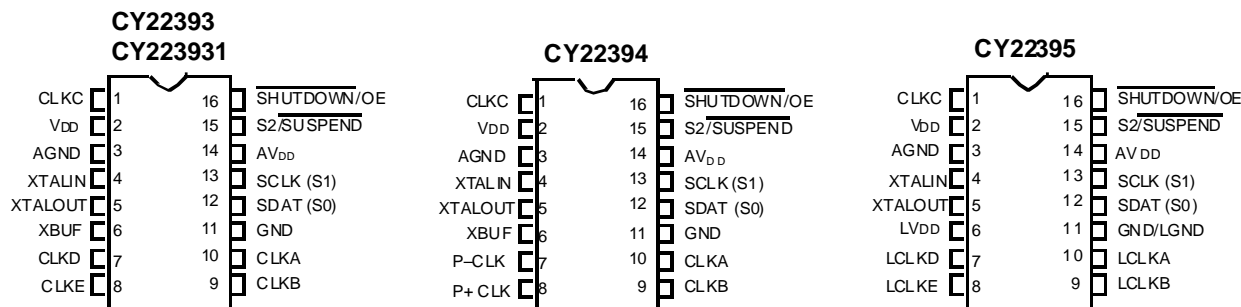 CY22393
CY223931
CLKC 1 16 SHUTDOWN/OE
VDD 2 15 S2/SUSPEND
AGND 3 14 AVDD
XTALIN 4 13 SCLK (S1)
XTALOUT 5 12 SDAT (S0)
XBUF 6 11 GND
CLKD 7 10 CLKA
CLKE 8 9 CLKB
CY22394
CLKC 1 16 SHUTDOWN/OE
VDD 2 15 S2/SUSPEND
AGND 3 14 AVDD
XTALIN 4 13 SCLK (S1)
XTALOUT 5 12 SDAT (S0)
XBUF 6 11 GND
P–CLK 7 10 CLKA
P+ CLK 8 9 CLKB
CY22395
CLKC 1 16 SHUTDOWN/OE
VDD 2 15 S2/SUSPEND
AGND 3 14 AVDD
XTALIN 4 13 SCLK (S1)
XTALOUT 5 12 SDAT (S0)
LVDD 6 11 GND/LGND
LCLKD 7 10 LCLKA
LCLKE 8 9 LCLKB